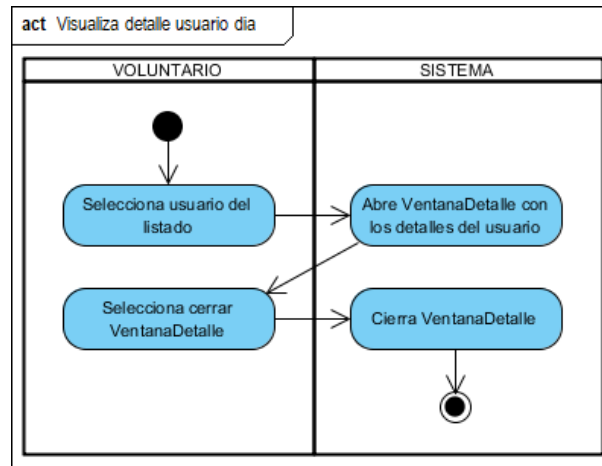 act Visualiza detalle usuario dia
VOLUNTARIO
SISTEMA
Selecciona usuario del
listado
Abre VentanaDetalle con
los detalles del usuario
Selecciona cerrar
VentanaDetalle
Cierra VentanaDetalle